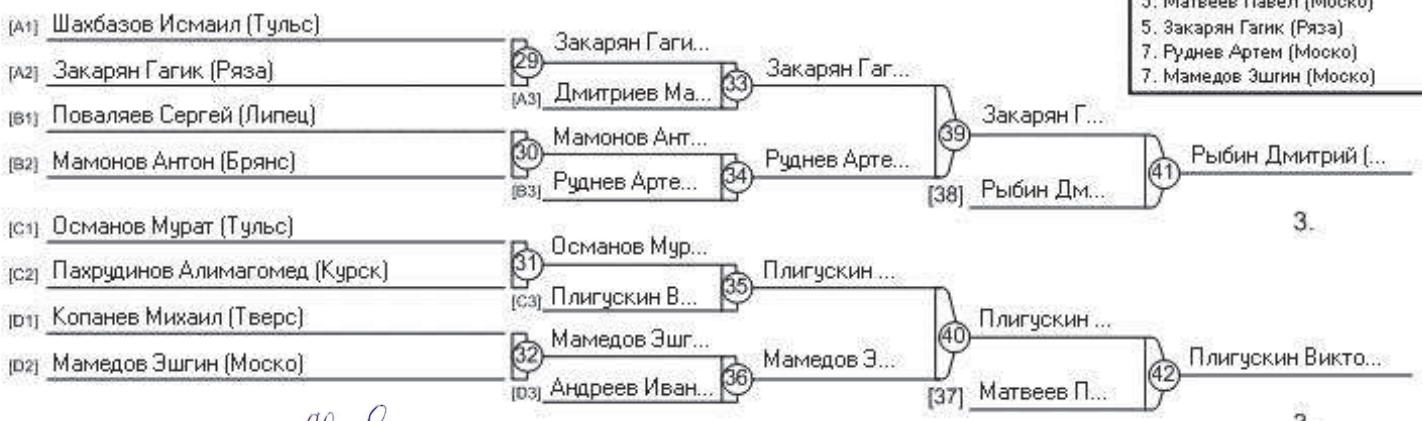 5. Матвеев Павел (Моско)
5. Закарян Гагик (Ряза)
7. Руднев Артем (Моско)
7. Мамедов Эшгин (Моско)
[A1] Шахбазов Исмаил (Тульс)
[A2] Закарян Гагик (Ряза)
[B1] Поваляев Сергей (Липец)
[B2] Мамонов Антон (Брянс)
[C1] Османов Мурат (Тульс)
[C2] Пахрудинов Алимагомед (Курск)
[D1] Копанев Михаил (Тверс)
[D2] Мамедов Эшгин (Моско)
29
30
31
32
Закарян Гаги...
[A3] Дмитриев Ма...
Мамонов Ант...
[B3] Руднев Арте...
Османов Мур...
[C3] Плигускин В...
Мамедов Эшг...
[D3] Андреев Иван...
33
34
35
36
Закарян Гаг...
Руднев Арте...
Плигускин ...
Мамедов Э...
39
40
Закарян Г...
[38] Рыбин Дм...
Плигускин ...
[37] Матвеев П...
41
42
Рыбин Дмитрий (...
3.
Плигускин Викто...